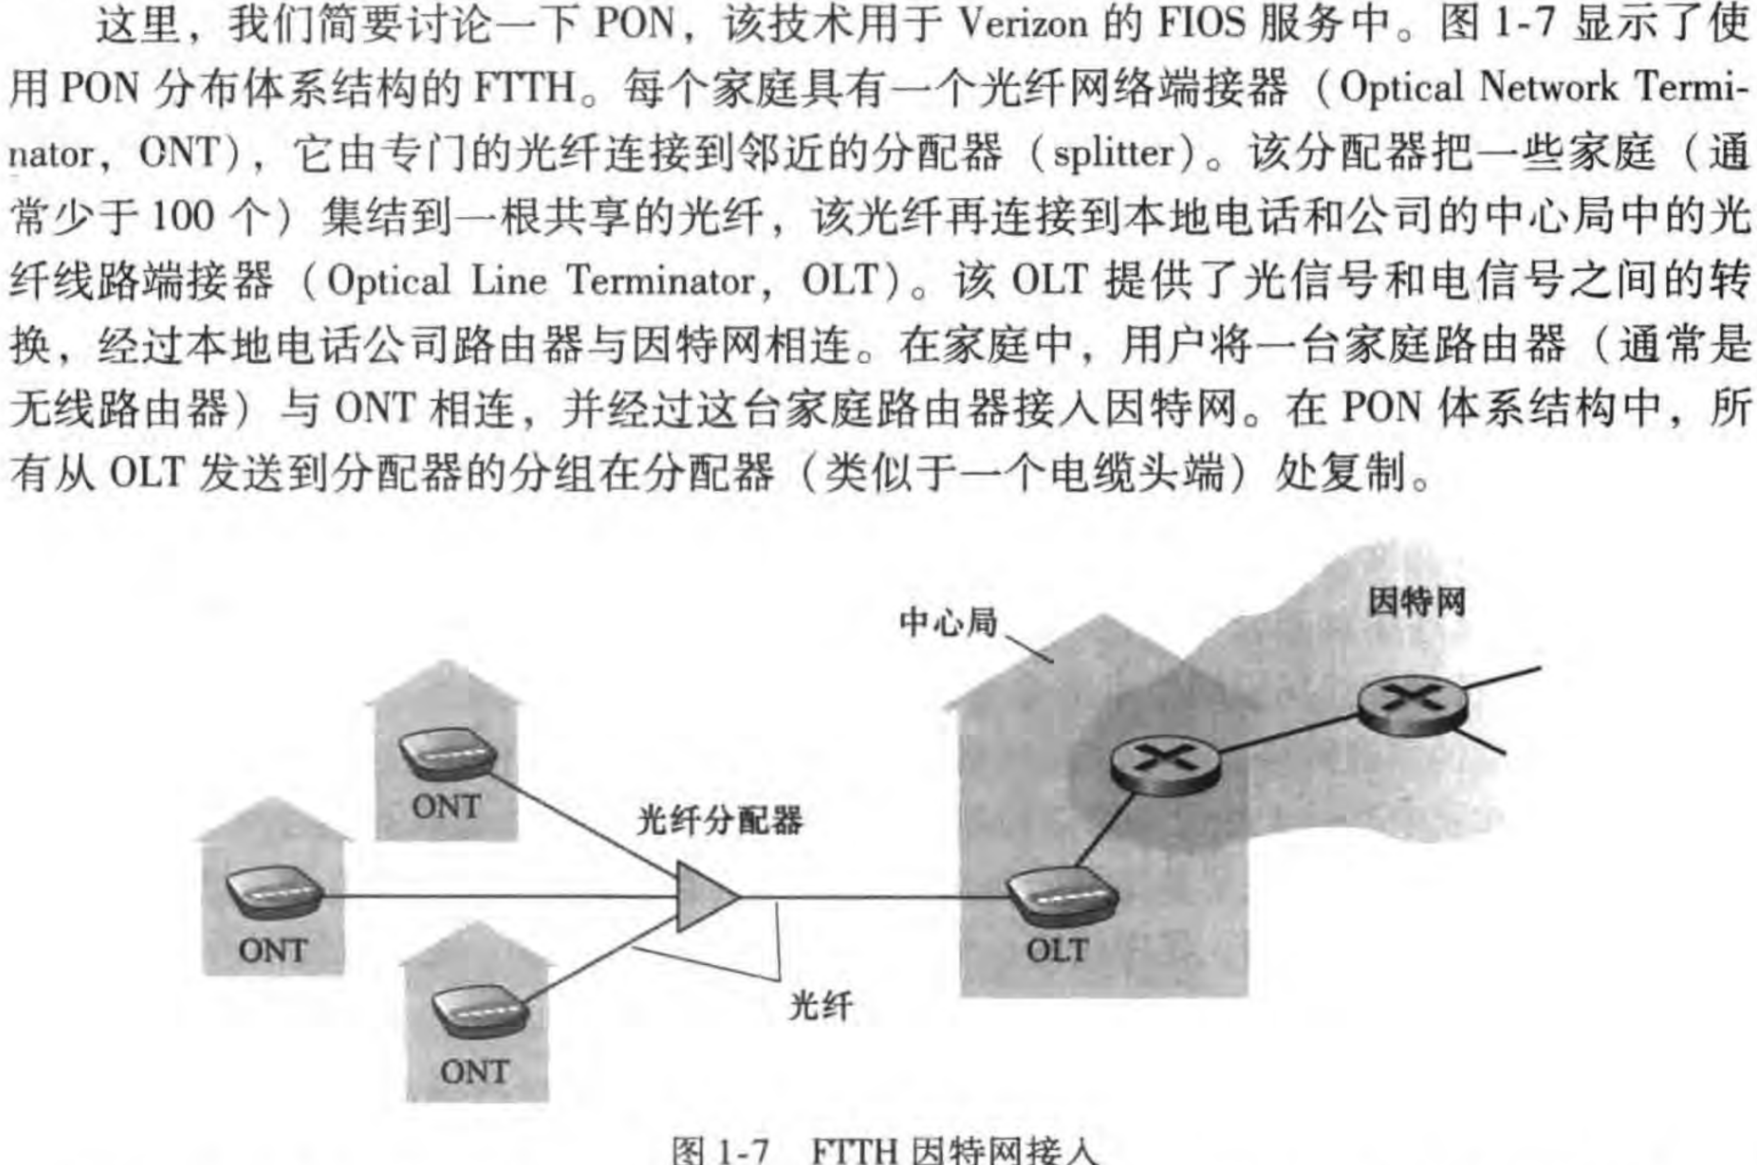 这里，我们简要讨论一下 PON，该技术用于 Verizon 的 FIOS 服务中。图 1-7 显示了使
用 PON 分布体系结构的 FTTH。每个家庭具有一个光纤网络端接器（Optical Network Termi-
nator，ONT），它由专门的光纤连接到邻近的分配器（splitter）。该分配器把一些家庭（通
常少于 100 个）集结到一根共享的光纤，该光纤再连接到本地电话和公司的中心局中的光
纤线路端接器（Optical Line Terminator，OLT）。该 OLT 提供了光信号和电信号之间的转
换，经过本地电话公司路由器与因特网相连。在家庭中，用户将一台家庭路由器（通常是
无线路由器）与 ONT 相连，并经过这台家庭路由器接入因特网。在 PON 体系结构中，所
有从 OLT 发送到分配器的分组在分配器（类似于一个电缆头端）处复制。
因特网
中心局
ONT
光纤分配器
ONT
OLT
光纤
ONT
图 1-7 FTTH 因特网接入